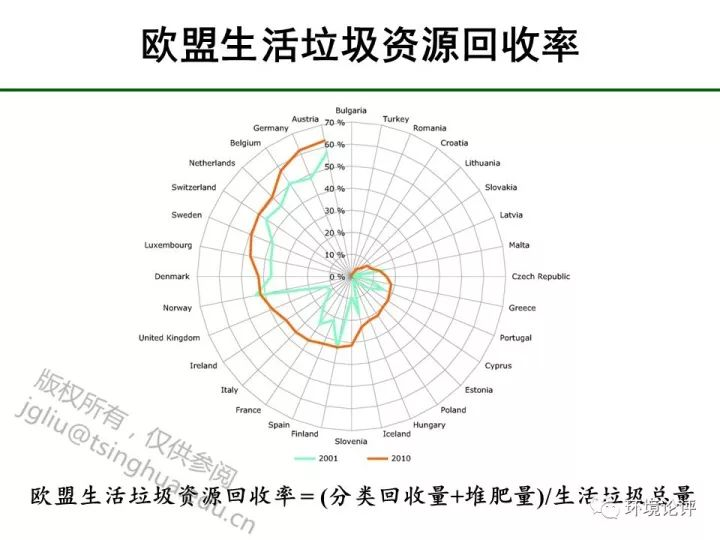 欧盟生活垃圾资源回收率
Bulgaria
Turkey
Romania
Croatia
Lithuania
Slovakia
Latvia
Malta
Czech Republic
Greece
Portugal
Cyprus
Estonia
Poland
Hungary
Iceland
Slovenia
Finland
Spain
France
Italy
Ireland
United Kingdom
Norway
Denmark
Luxembourg
Sweden
Switzerland
Netherlands
Belgium
Germany
Austria
70 %
60 %
50 %
40 %
30 %
20 %
10 %
0 %
2001
2010
版权所有，仅供参阅
jgliu@tsinghua.edu.cn
欧盟生活垃圾资源回收率= (分类回收量+堆肥量)/生活垃圾总量
环境论评